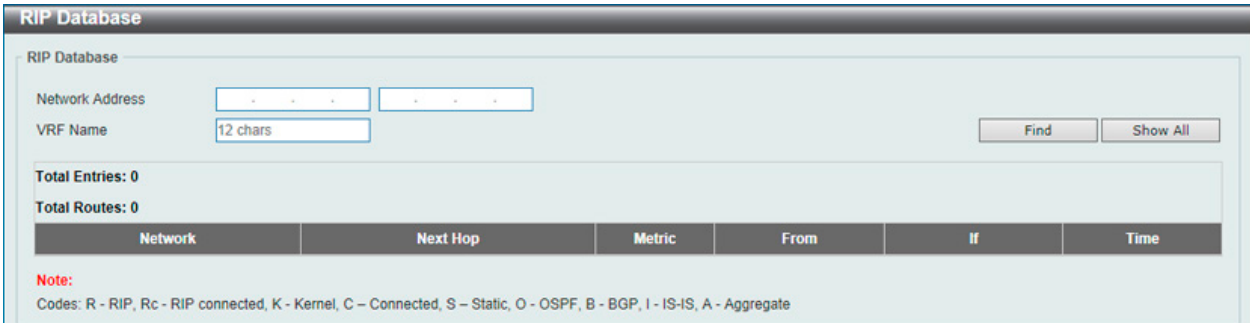 RIP Database
RIP Database
Network Address . . . . . .
VRF Name 12 chars Find Show All
Total Entries: 0
Total Routes: 0
Network Next Hop Metric From If Time
Note:
Codes: R - RIP, Rc - RIP connected, K - Kernel, C – Connected, S – Static, O - OSPF, B - BGP, I - IS-IS, A - Aggregate